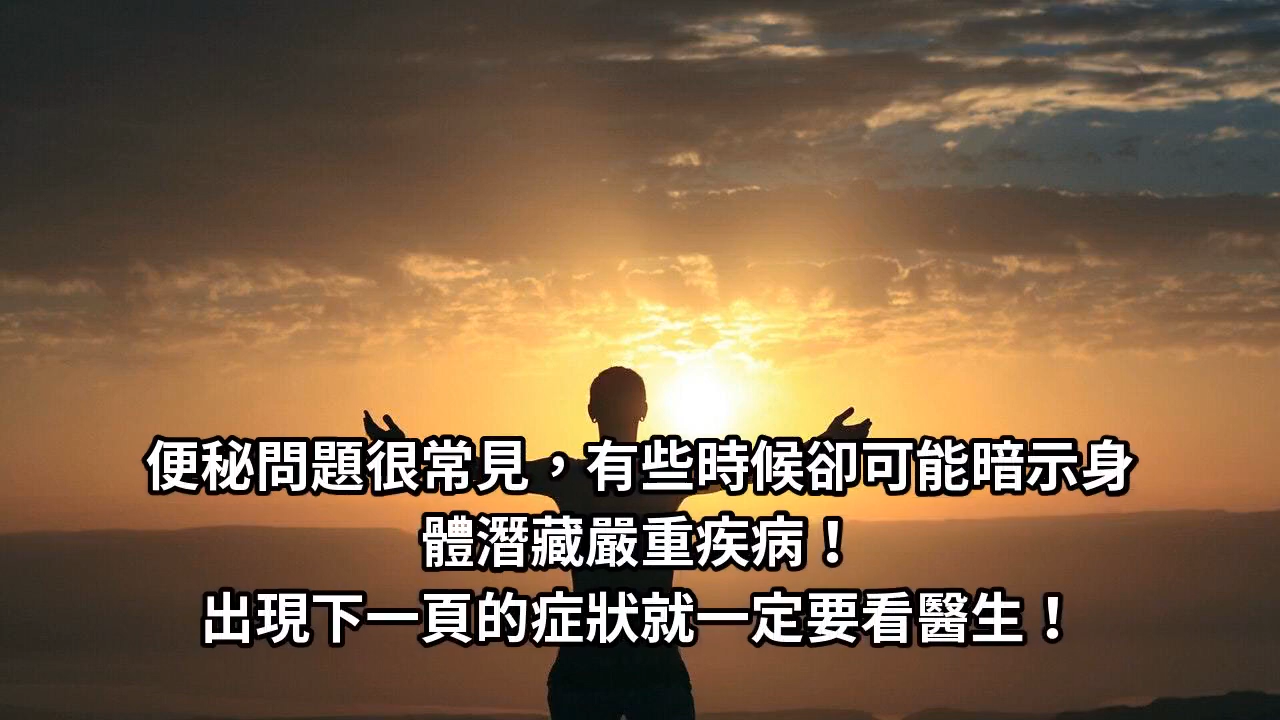 便秘問題很常見，有些時候卻可能暗示身
體潛藏嚴重疾病！
出現下一頁的症狀就一定要看醫生！